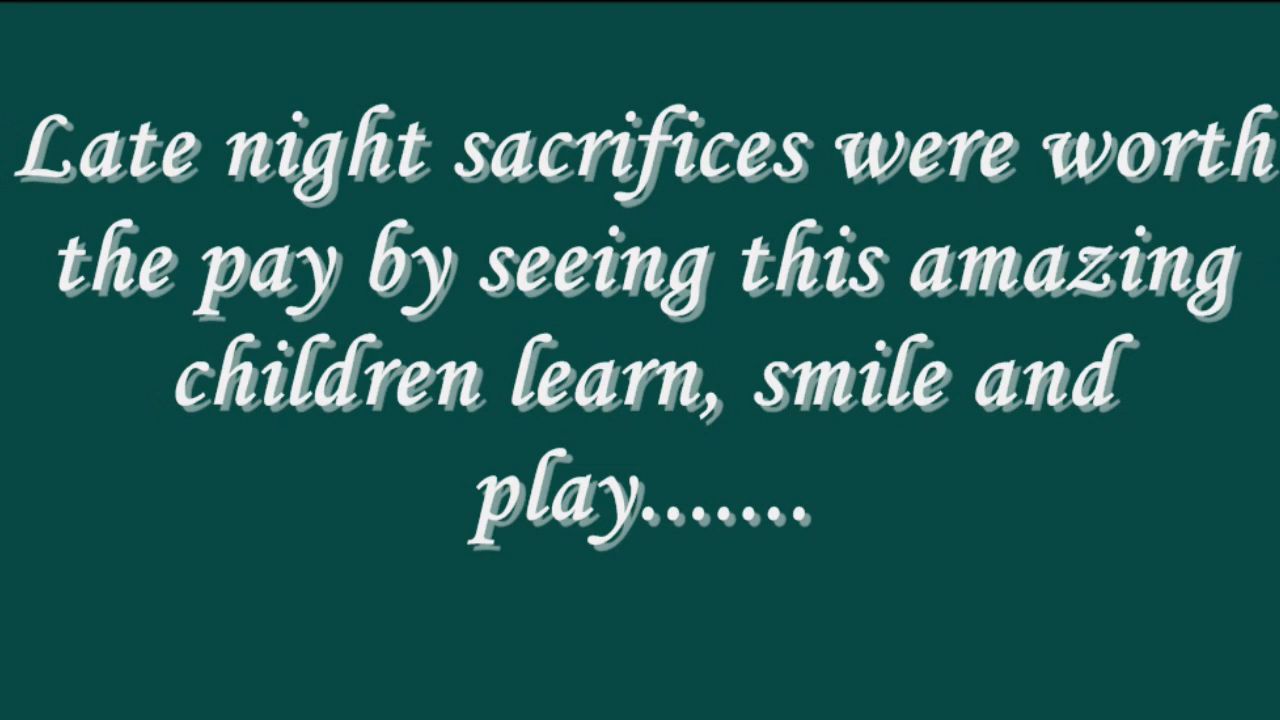 Late night sacrifices were worth
the pay by seeing this amazing
children learn, smile and
play.......